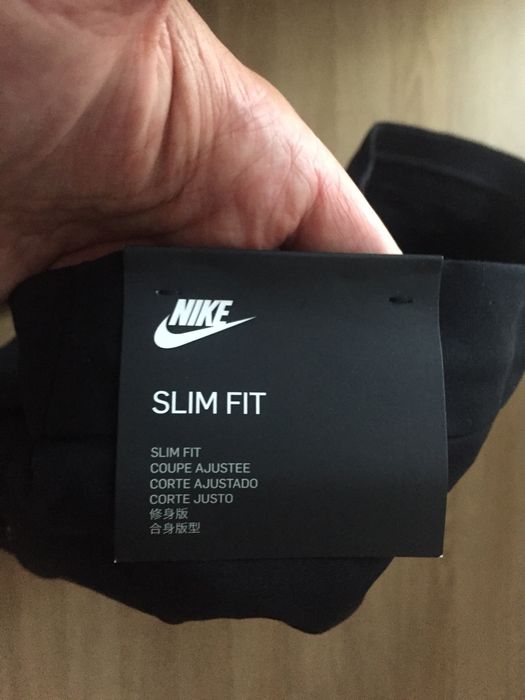 NIKE
SLIM FIT
SLIM FIT
COUPE AJUSTEE
CORTE AJUSTADO
CORTE JUSTO
修身版
合身版型